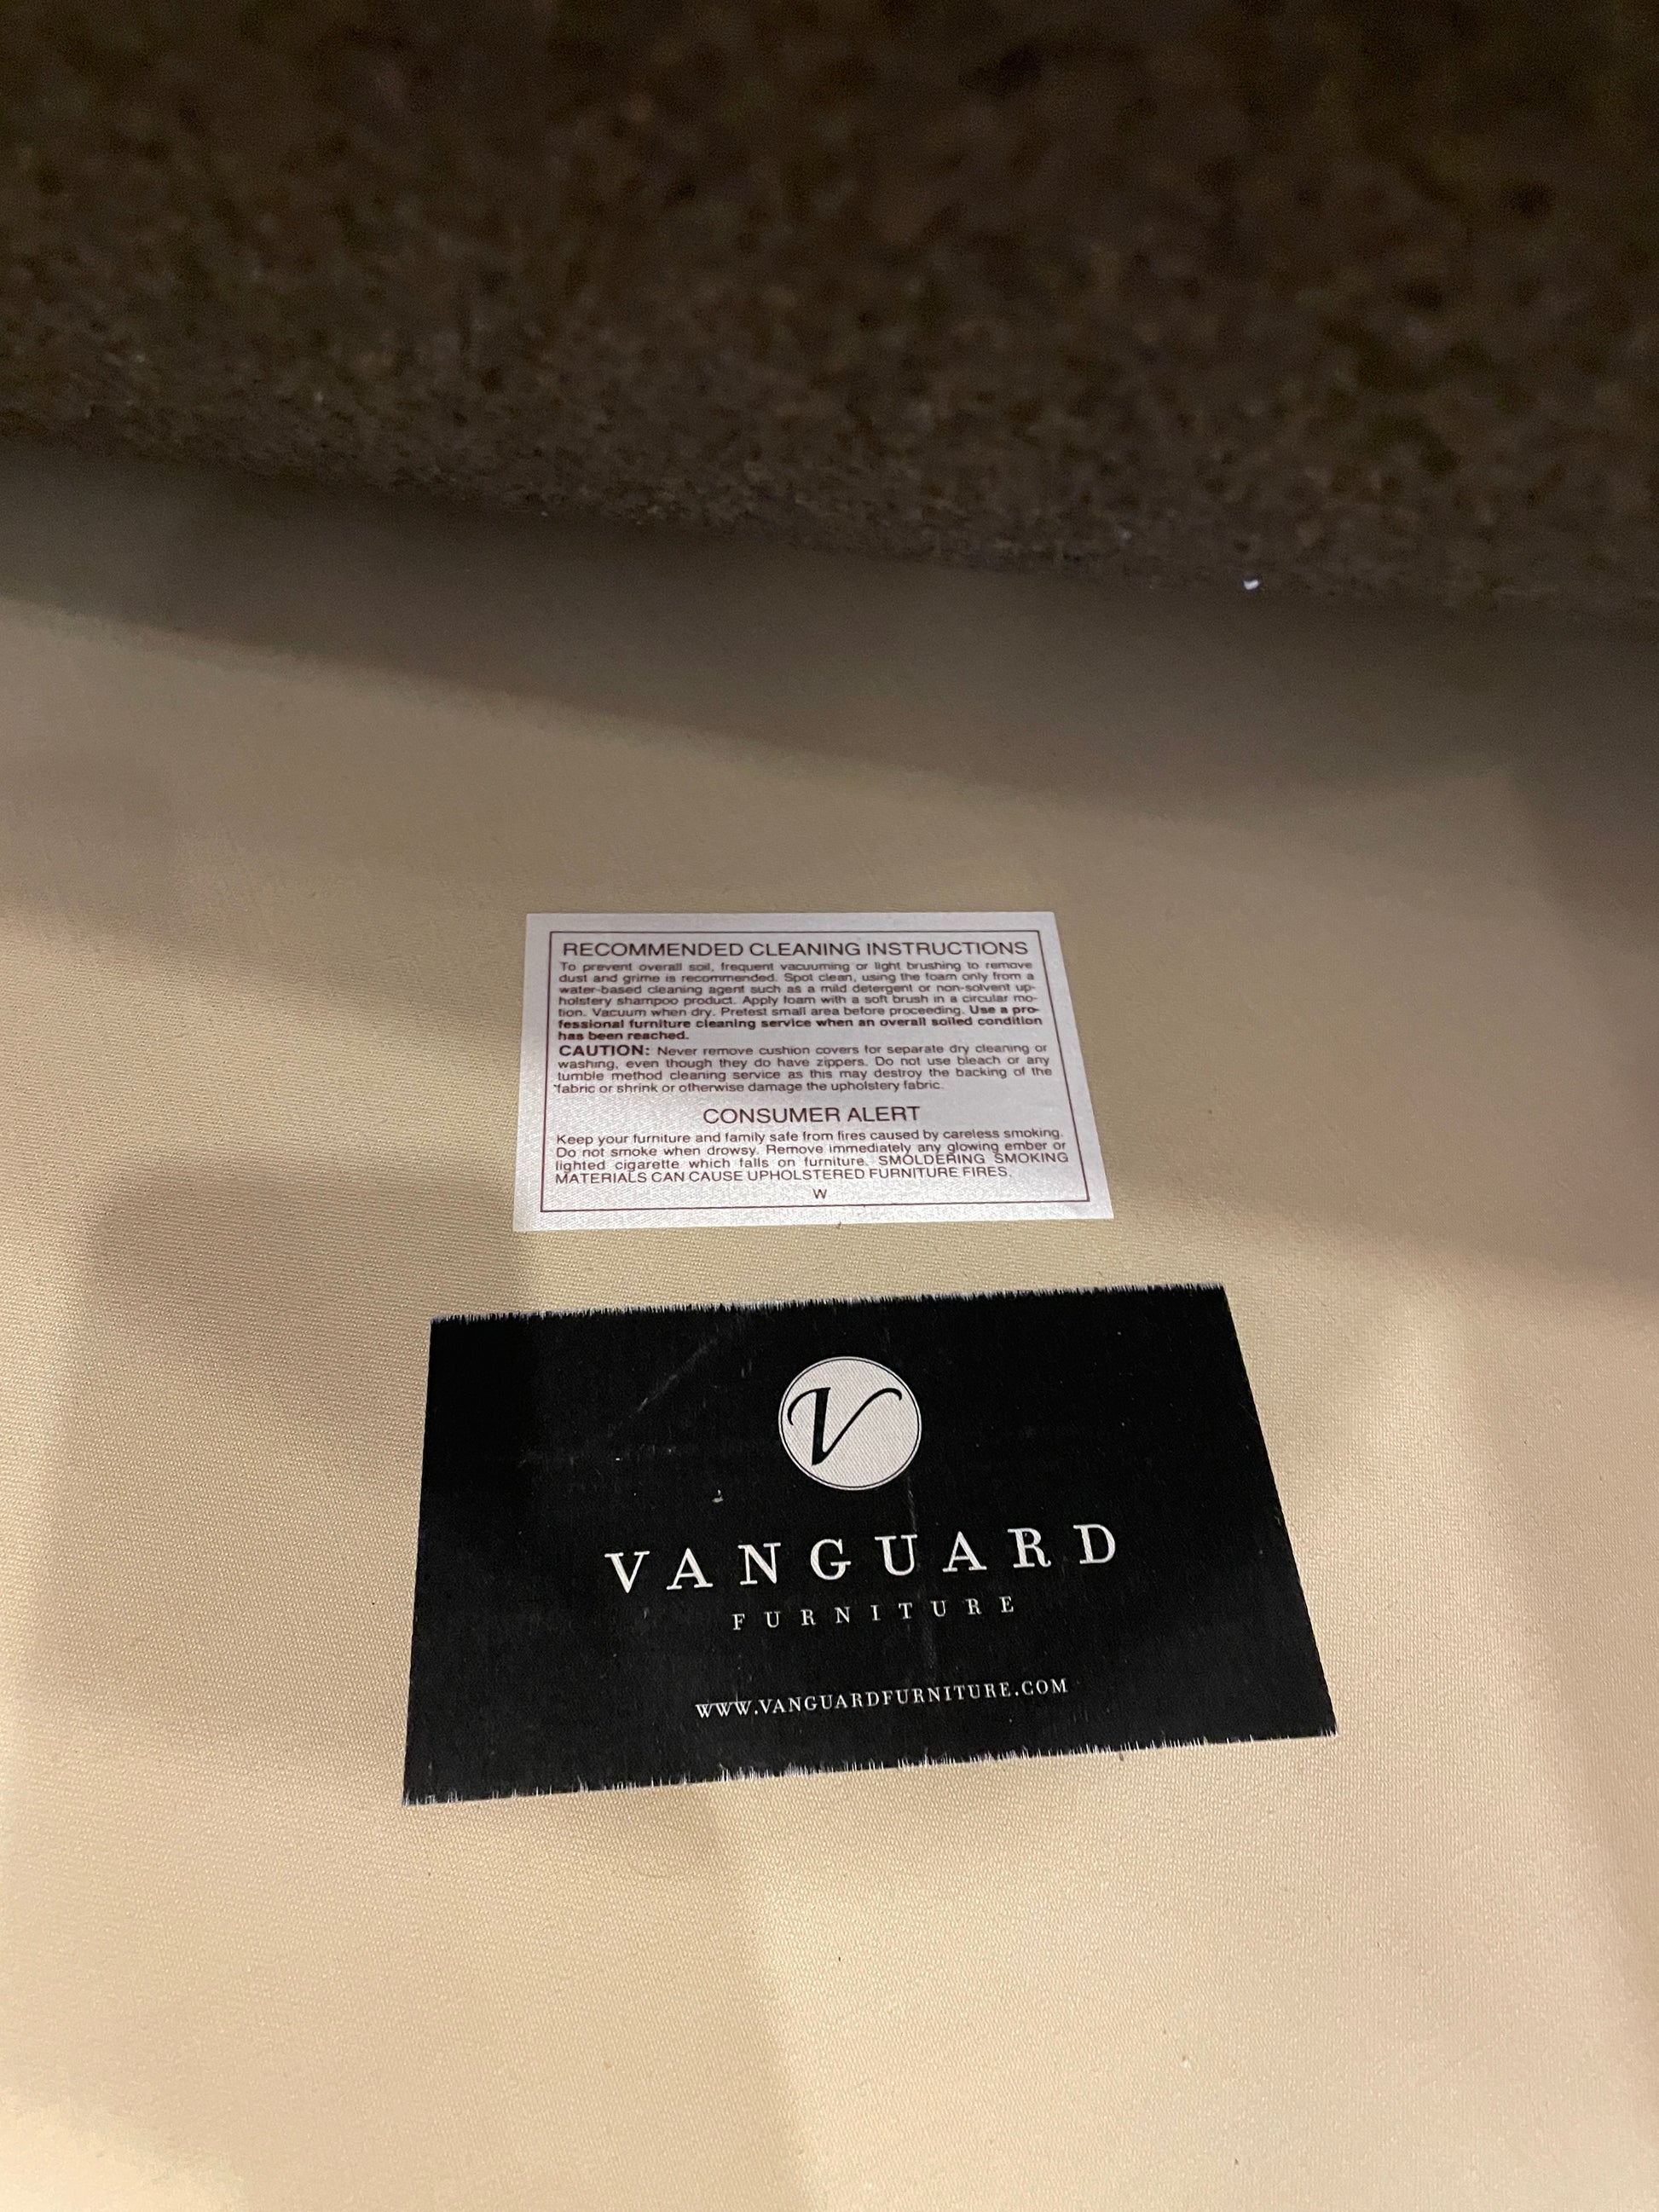 RECOMMENDED CLEANING INSTRUCTIONS
To prevent overall soil, frequent vacuuming or light brushing to remove
dust and grime is recommended. Spot clean, using the foam only from a
water-based cleaning agent such as a mild detergent or non-solvent up-
holstery shampoo product. Apply foam with a soft brush in a circular mo-
tion. Vacuum when dry. Pretest small area before proceeding. Use a pro-
fessional furniture cleaning service when an overall soiled condition
has been reached.
CAUTION: Never remove cushion covers for separate dry cleaning or
washing, even though they do have zippers. Do not use bleach or any
tumble method cleaning service as this may destroy the backing of the
fabric or shrink or otherwise damage the upholstery fabric.
CONSUMER ALERT
Keep your furniture and family safe from fires caused by careless smoking.
Do not smoke when drowsy. Remove immediately any glowing ember or
lighted cigarette which falls on furniture. SMOLDERING SMOKING
MATERIALS CAN CAUSE UPHOLSTERED FURNITURE FIRES.
W
V
VANGUARD
FURNITURE
WWW.VANGUARDFURNITURE.COM